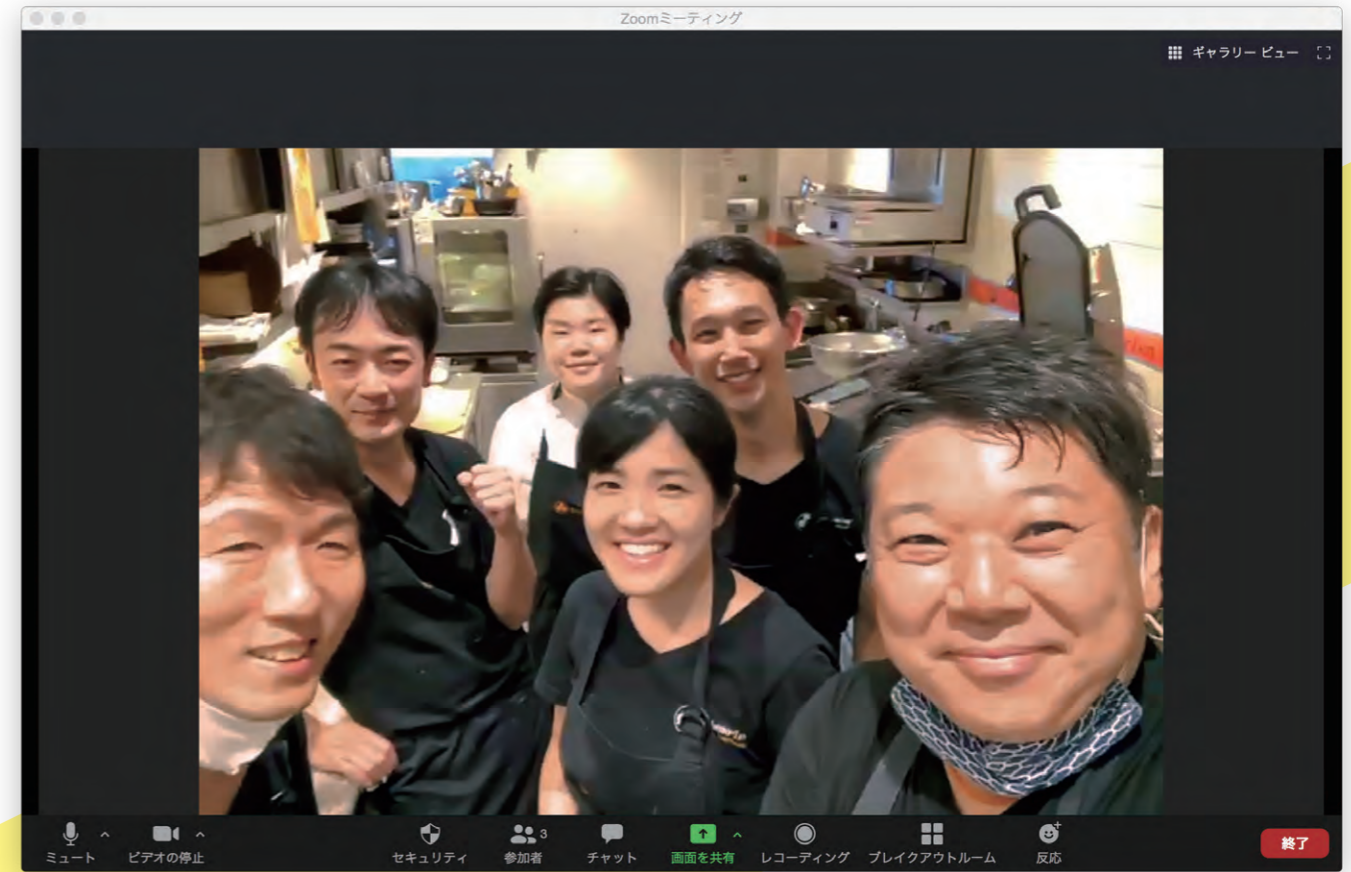 Zoomミーティング
ギャラリー ビュー
ミュート
ビデオの停止
セキュリティ
3
参加者
チャット
画面を共有
レコーディング
ブレイクアウトルーム
反応
終了